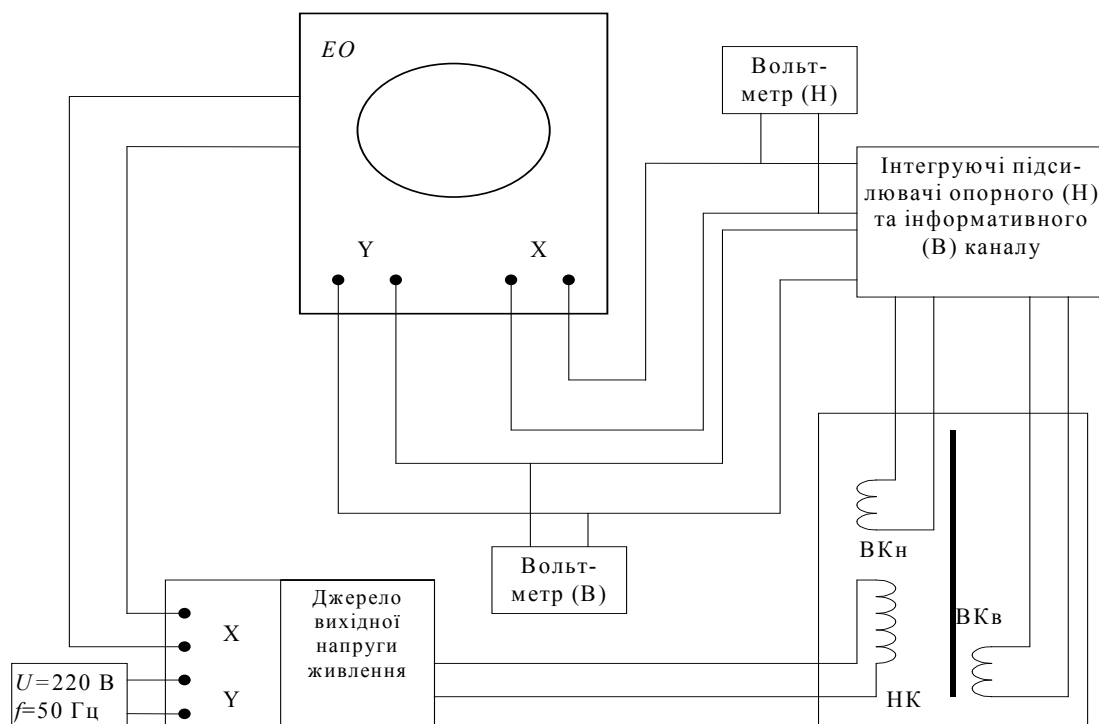 EO
Y
X
Вольт-
метр (Н)
Інтегруючі підси-
лювачі опорного (Н)
та інформативного
(В) каналу
Вольт-
метр (В)
ВКн
ВКв
НК
Джерело
вихідної
напруги
живлення
X
Y
U=220 В
f=50 Гц